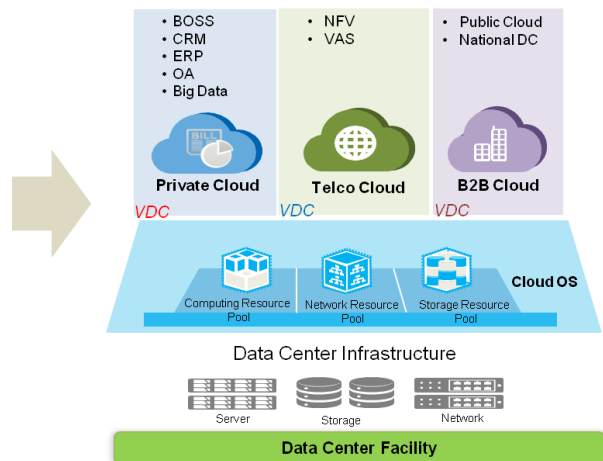 • BOSS
• CRM
• ERP
• OA
• Big Data
BILL
Private Cloud
VDC
• NFV
• VAS
Telco Cloud
VDC
• Public Cloud
• National DC
B2B Cloud
VDC
Cloud OS
Computing Resource
Pool
Network Resource
Pool
Storage Resource
Pool
Data Center Infrastructure
Server
Storage
Network
Data Center Facility